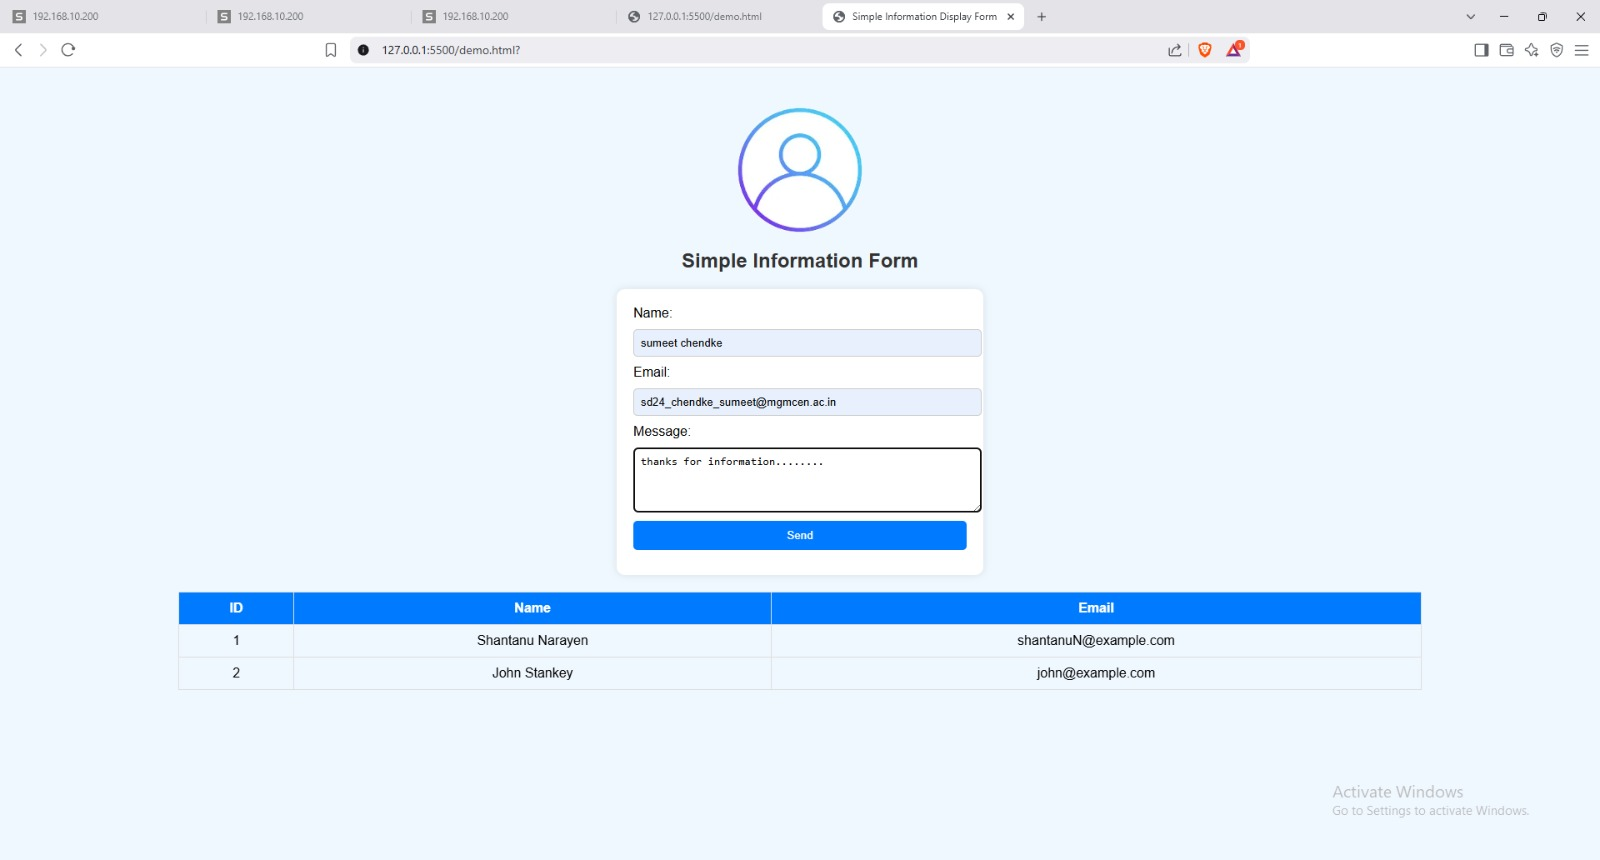 S 192.168.10.200 S 192.168.10.200 S 192.168.10.200 127.0.0.1:5500/demo.html Simple Information Display Form
127.0.0.1:5500/demo.html? 1
Simple Information Form
Name:
sumeet chendke
Email:
sd24_chendke_sumeet@mgmcen.ac.in
Message:
thanks for information........
Send
ID Name Email
1 Shantanu Narayen shantanuN@example.com
2 John Stankey john@example.com
Activate Windows
Go to Settings to activate Windows.